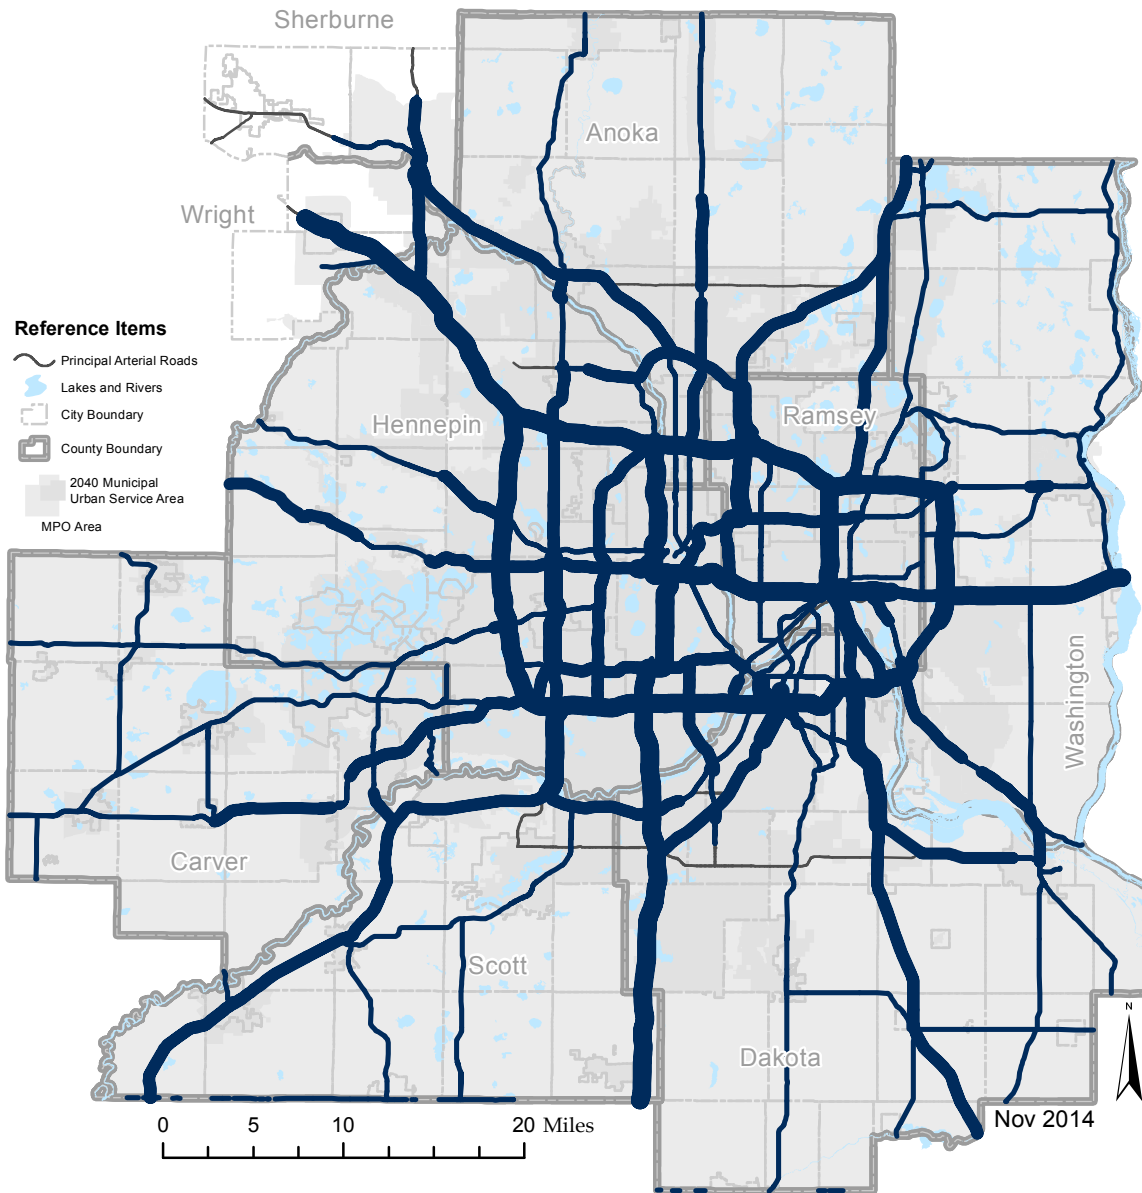 Sherburne
Anoka
Wright
Reference Items
Principal Arterial Roads
Lakes and Rivers
City Boundary
County Boundary
2040 Municipal
Urban Service Area
MPO Area
Hennepin
Ramsey
Washington
Carver
Scott
Dakota
N
Nov 2014
0 5 10 20 Miles